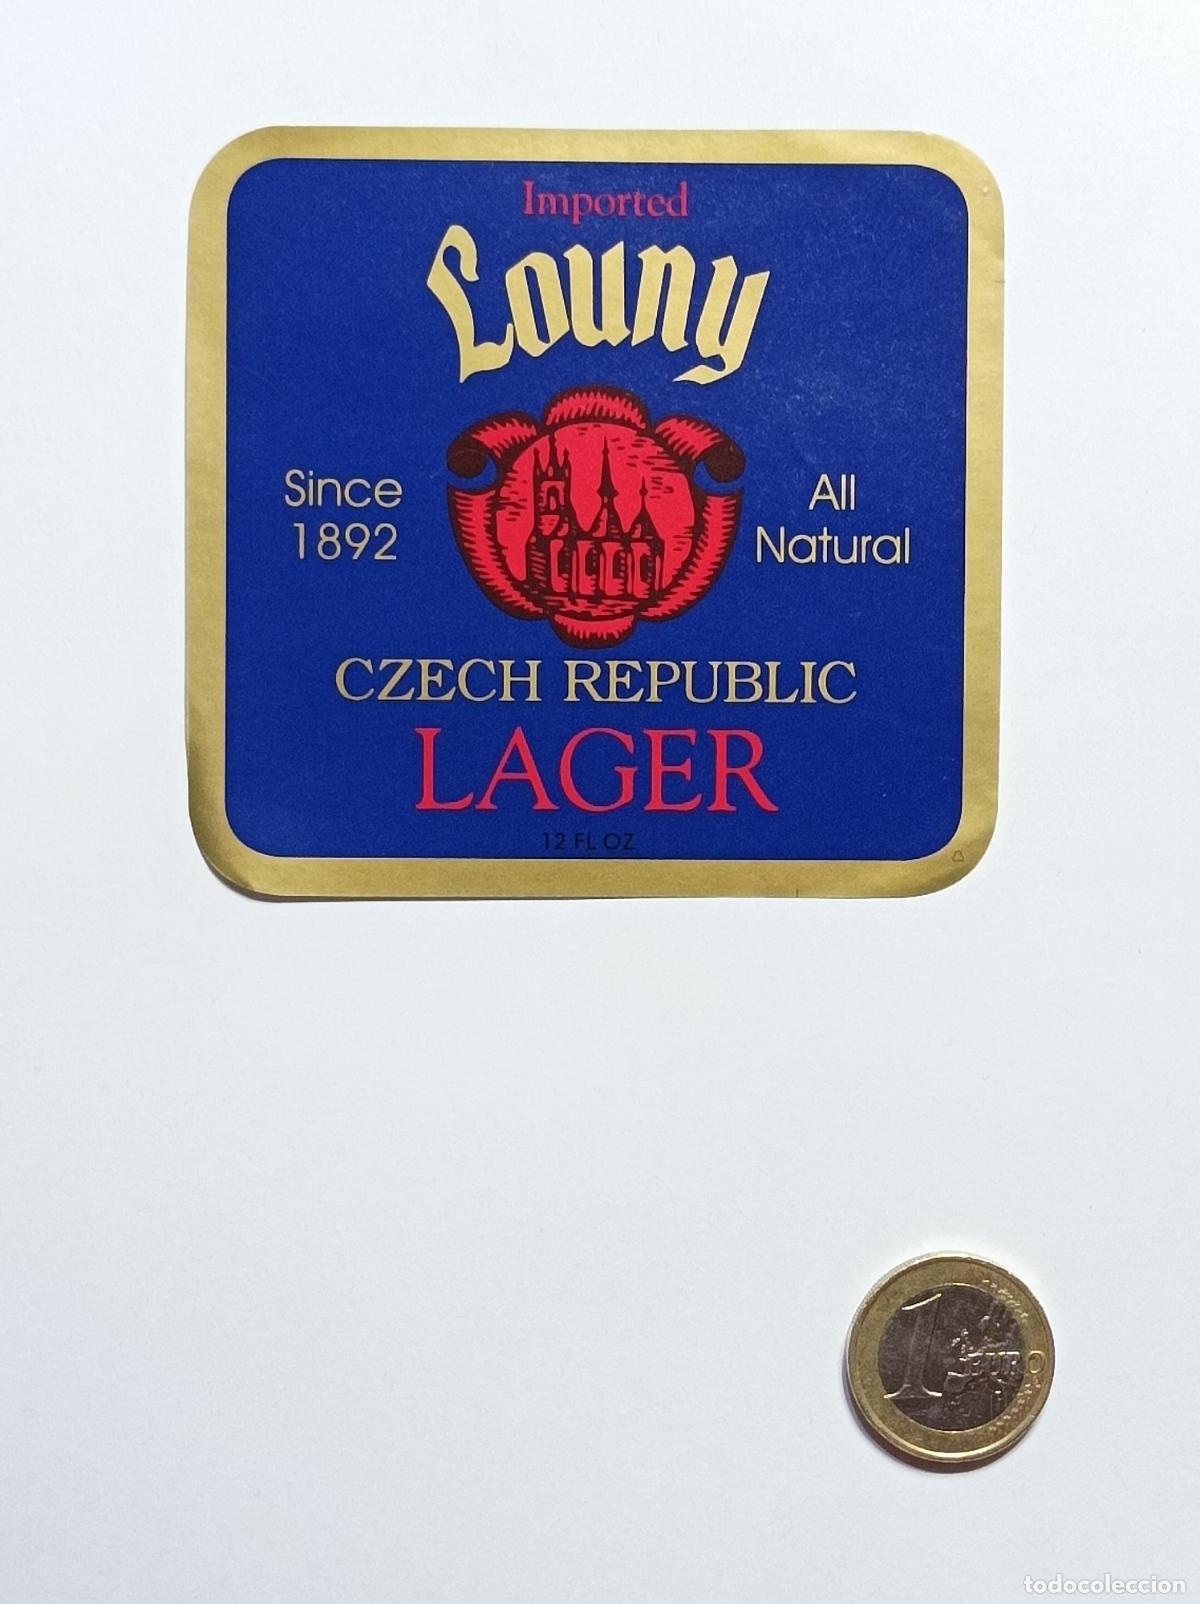 Imported
Louny
Since
1892
All
Natural
CZECH REPUBLIC
LAGER
12 FL OZ
1 EURO
todocoleccion